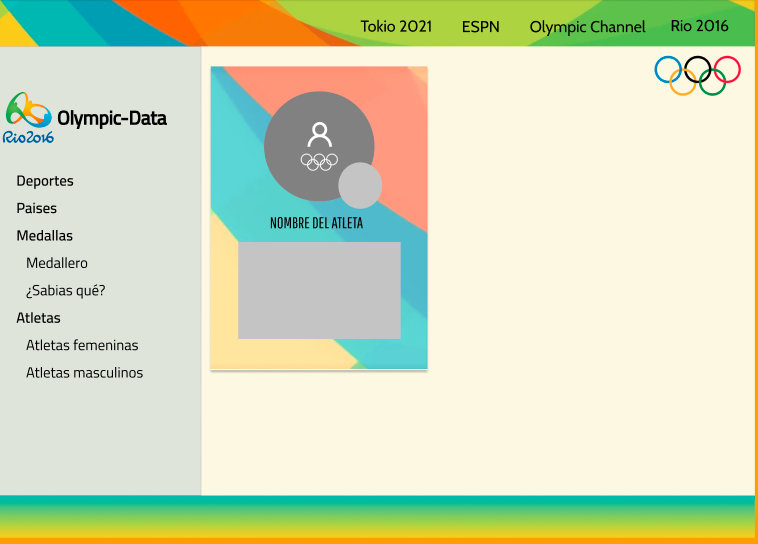 Tokio 2021 ESPN Olympic Channel Rio 2016
Rio2016
Olympic-Data
Deportes
Paises
Medallas
Medallero
¿Sabias qué?
Atletas
Atletas femeninas
Atletas masculinos
NOMBRE DEL ATLETA